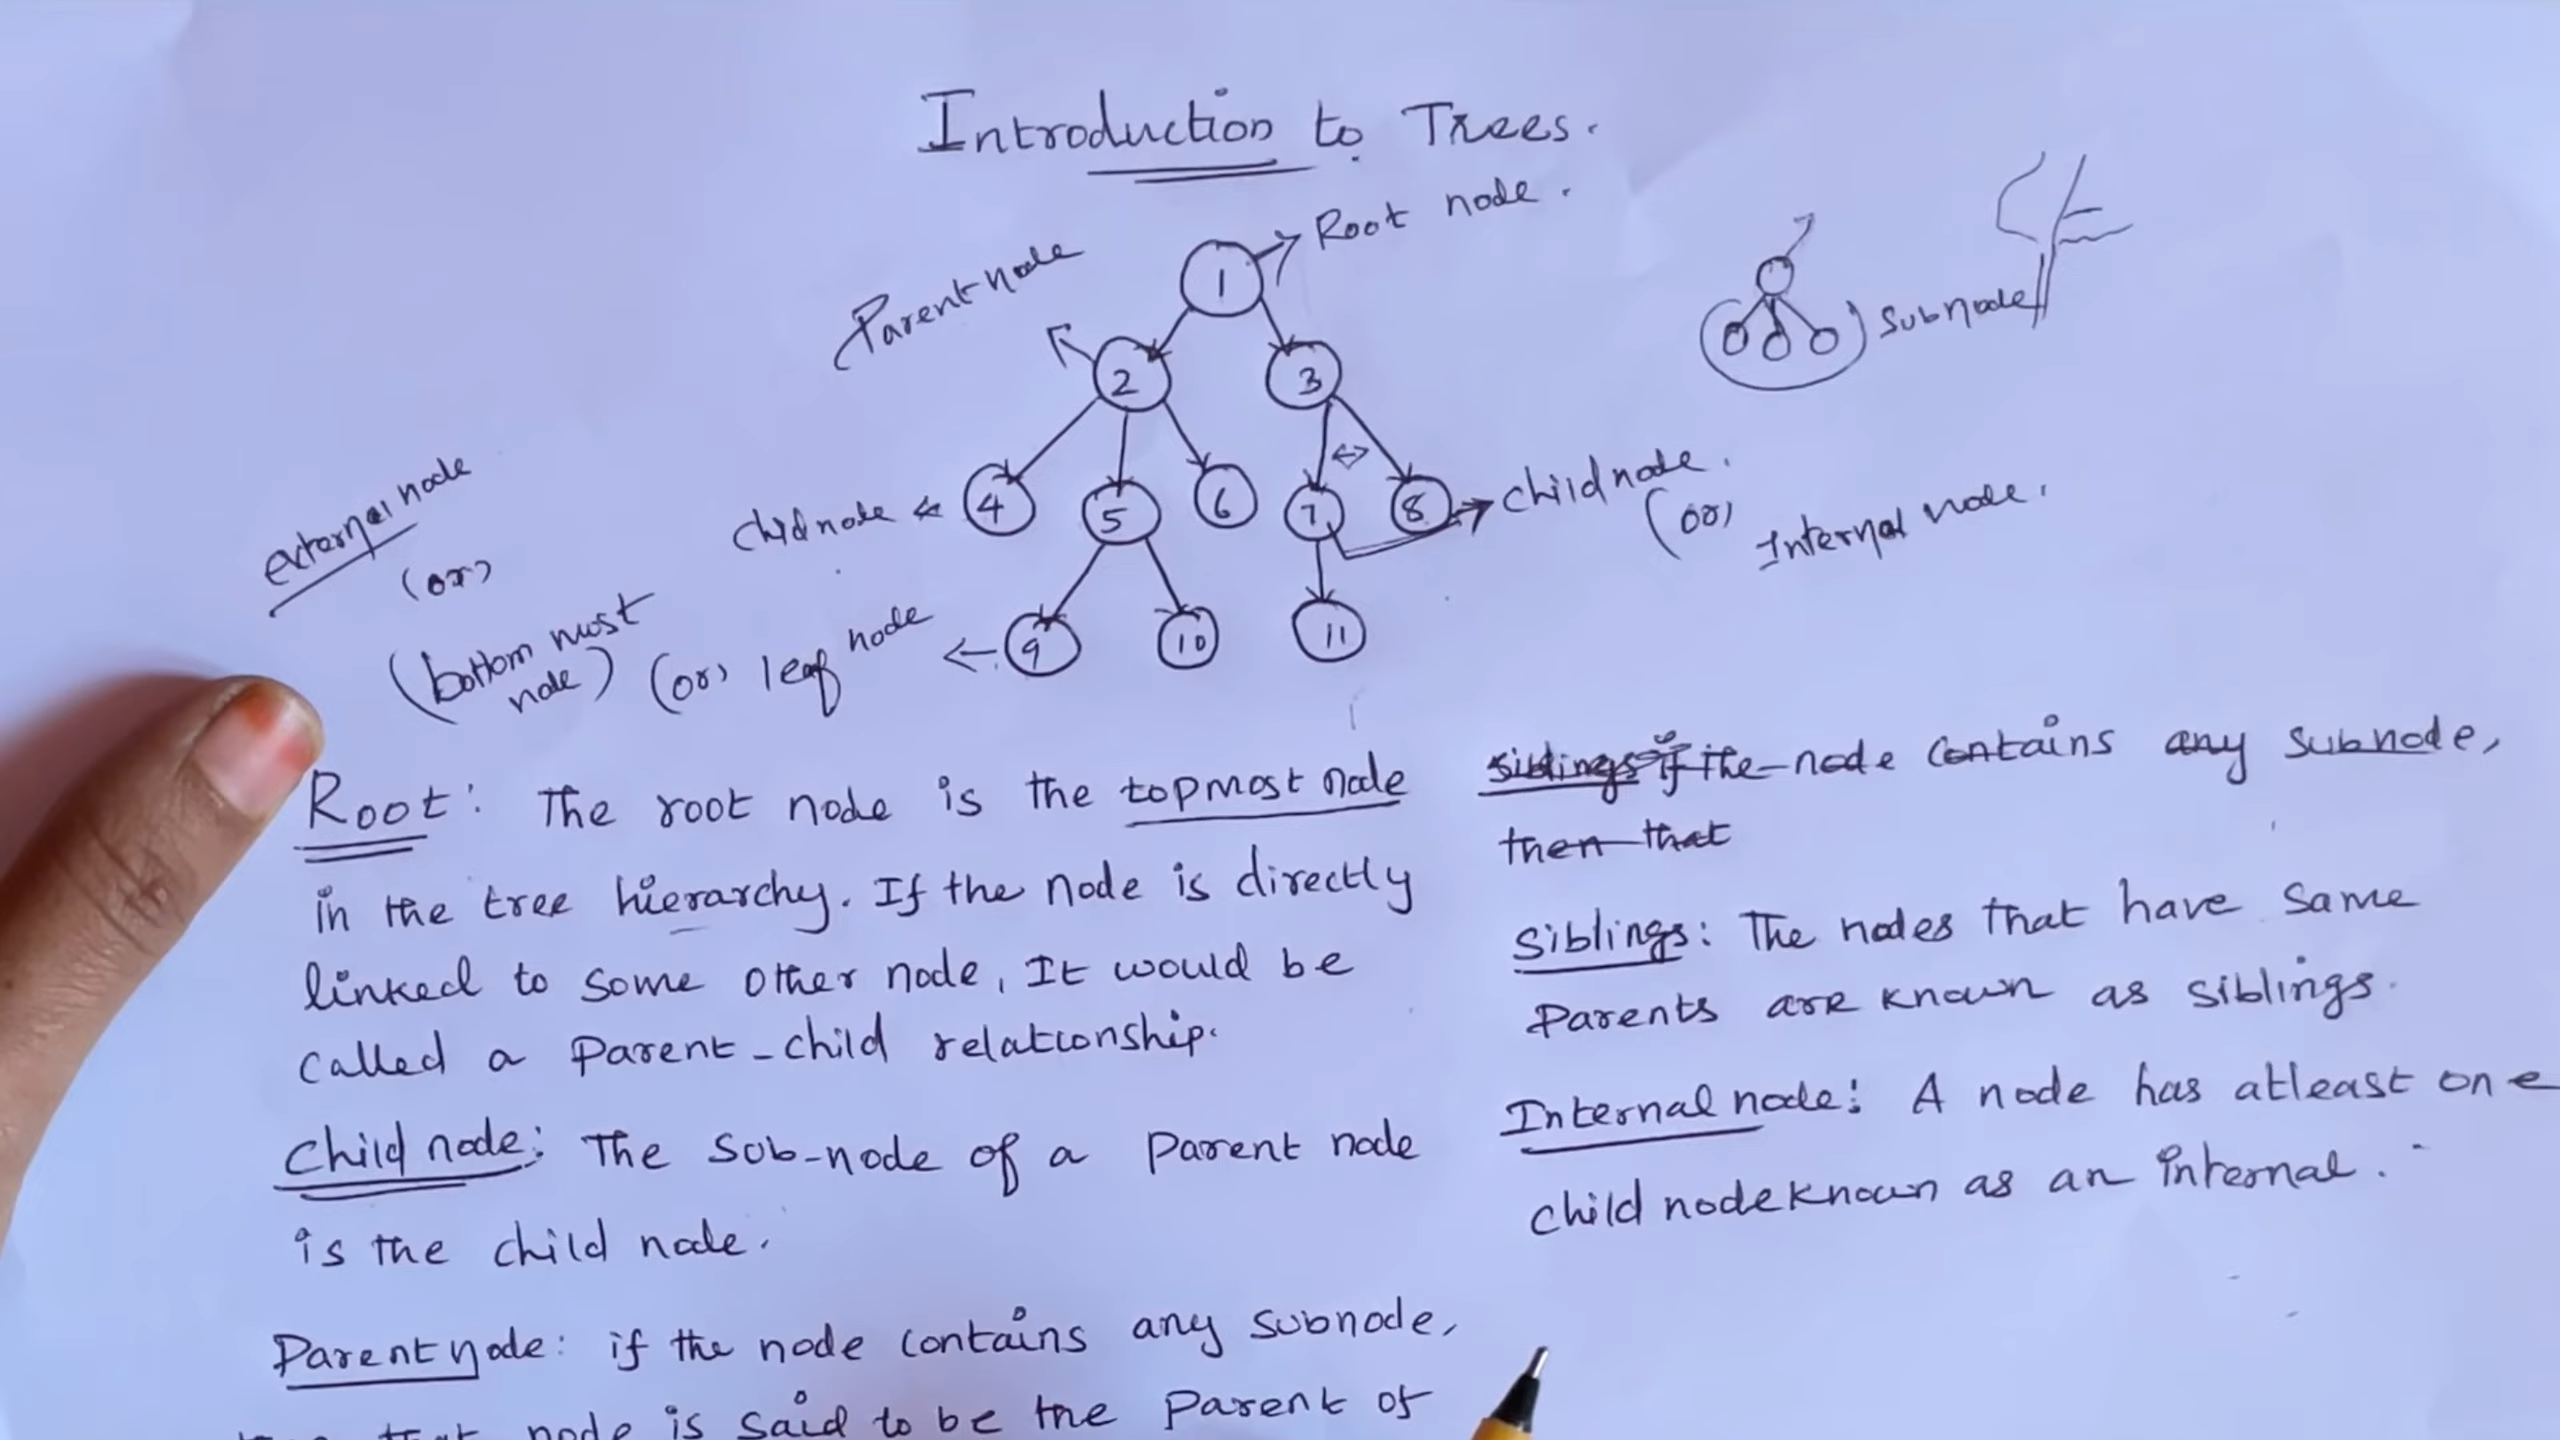 Introduction to Trees.
Root node.
Parent node
1
2
3
subnode
external node
(or)
(bottom most
node) (or) leaf node
child node
4
5
6
7
8
child node.
(or)
Internal node.
9
10
11
Root: The root node is the topmost node
in the tree hierarchy. If the node is directly
linked to some other node, It would be
called a parent-child relationship.
Child node: The sub-node of a parent node
is the child node.
Parent node: if the node contains any subnode,
that node is said to be the parent of
siblings if the node contains any subnode,
then that
Siblings: The nodes that have same
parents are known as siblings.
Internal node: A node has atleast one
child node known as an internal.